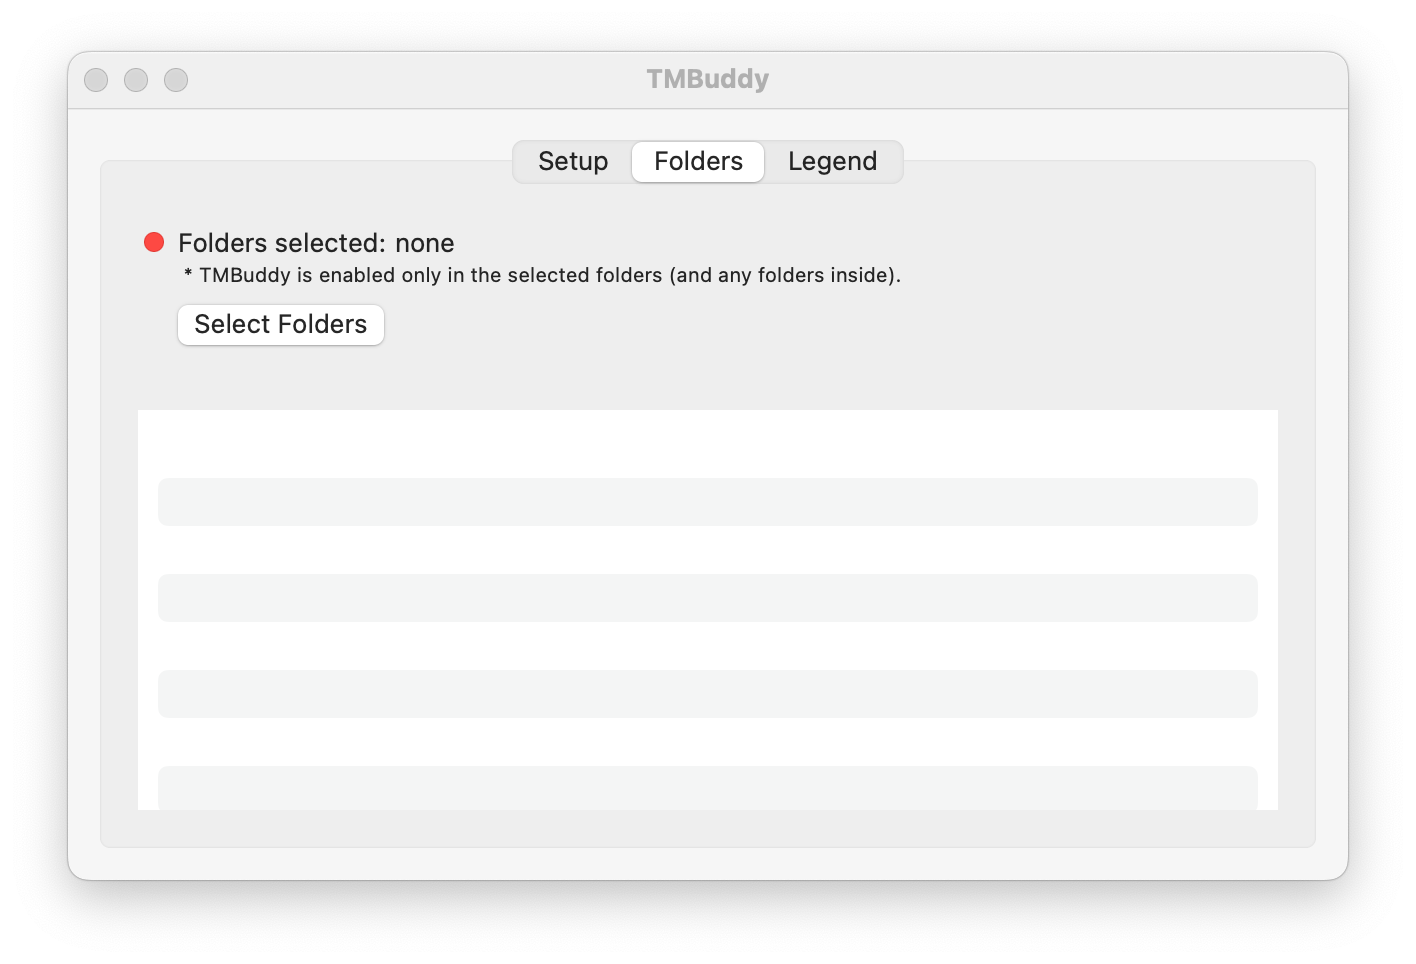 TMBuddy
Setup Folders Legend
Folders selected: none
* TMBuddy is enabled only in the selected folders (and any folders inside).
Select Folders